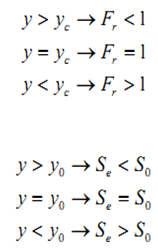 y > y_c → F_r < 1
y = y_c → F_r = 1
y < y_c → F_r > 1
y > y_0 → S_e < S_0
y = y_0 → S_e = S_0
y < y_0 → S_e > S_0